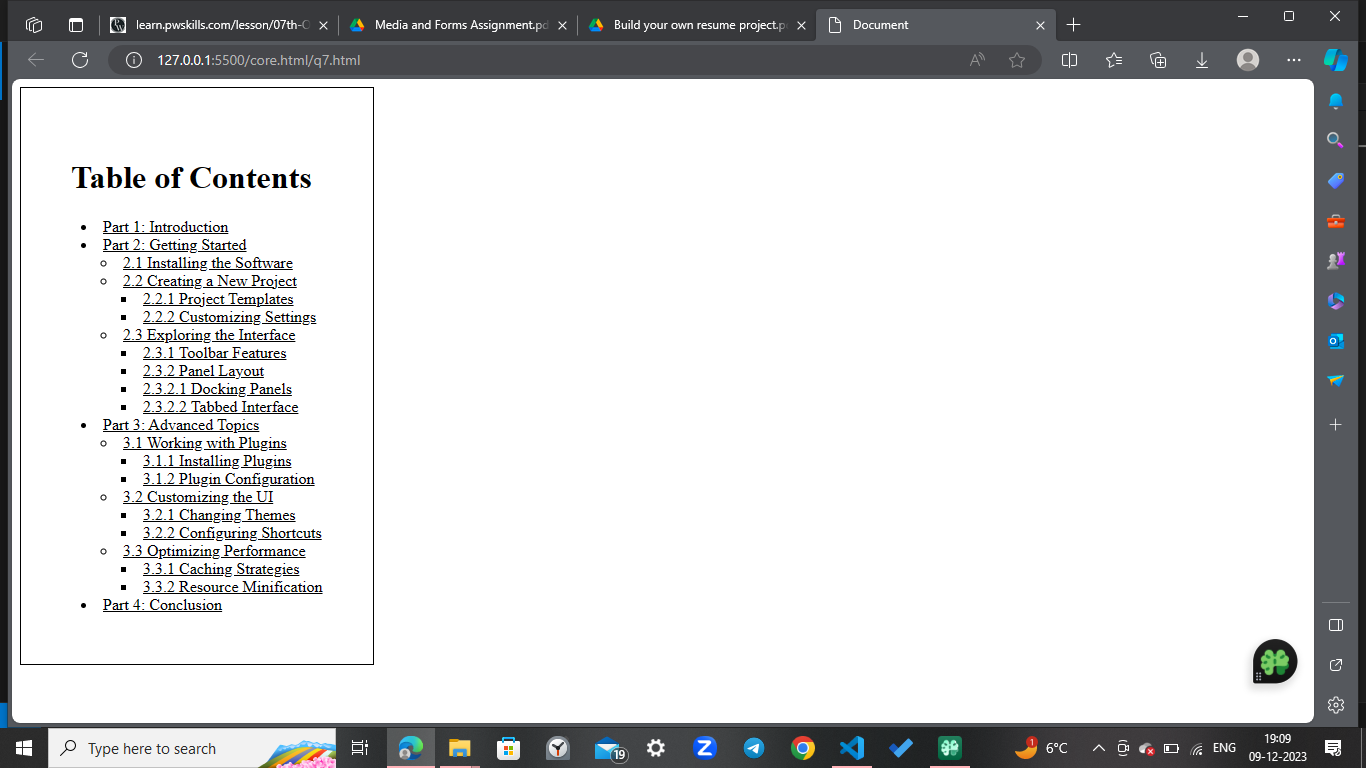 learn.pwskills.com/lesson/07th-O
Media and Forms Assignment.pd
Build your own resume project.p
Document
127.0.0.1:5500/core.html/q7.html
Table of Contents
Part 1: Introduction
Part 2: Getting Started
2.1 Installing the Software
2.2 Creating a New Project
2.2.1 Project Templates
2.2.2 Customizing Settings
2.3 Exploring the Interface
2.3.1 Toolbar Features
2.3.2 Panel Layout
2.3.2.1 Docking Panels
2.3.2.2 Tabbed Interface
Part 3: Advanced Topics
3.1 Working with Plugins
3.1.1 Installing Plugins
3.1.2 Plugin Configuration
3.2 Customizing the UI
3.2.1 Changing Themes
3.2.2 Configuring Shortcuts
3.3 Optimizing Performance
3.3.1 Caching Strategies
3.3.2 Resource Minification
Part 4: Conclusion
Type here to search
19
1
6°C
ENG
19:09
09-12-2023